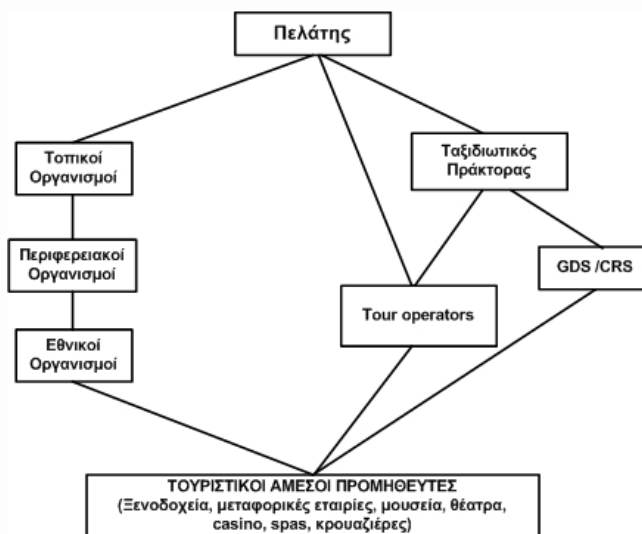 Πελάτης
Τοπικοί
Οργανισμοί
Ταξιδιωτικός
Πράκτορας
Περιφερειακοί
Οργανισμοί
GDS /CRS
Tour operators
Εθνικοί
Οργανισμοί
ΤΟΥΡΙΣΤΙΚΟΙ ΑΜΕΣΟΙ ΠΡΟΜΗΘΕΥΤΕΣ
(Ξενοδοχεία, μεταφορικές εταιρίες, μουσεία, θέατρα,
casino, spas, κρουαζιέρες)